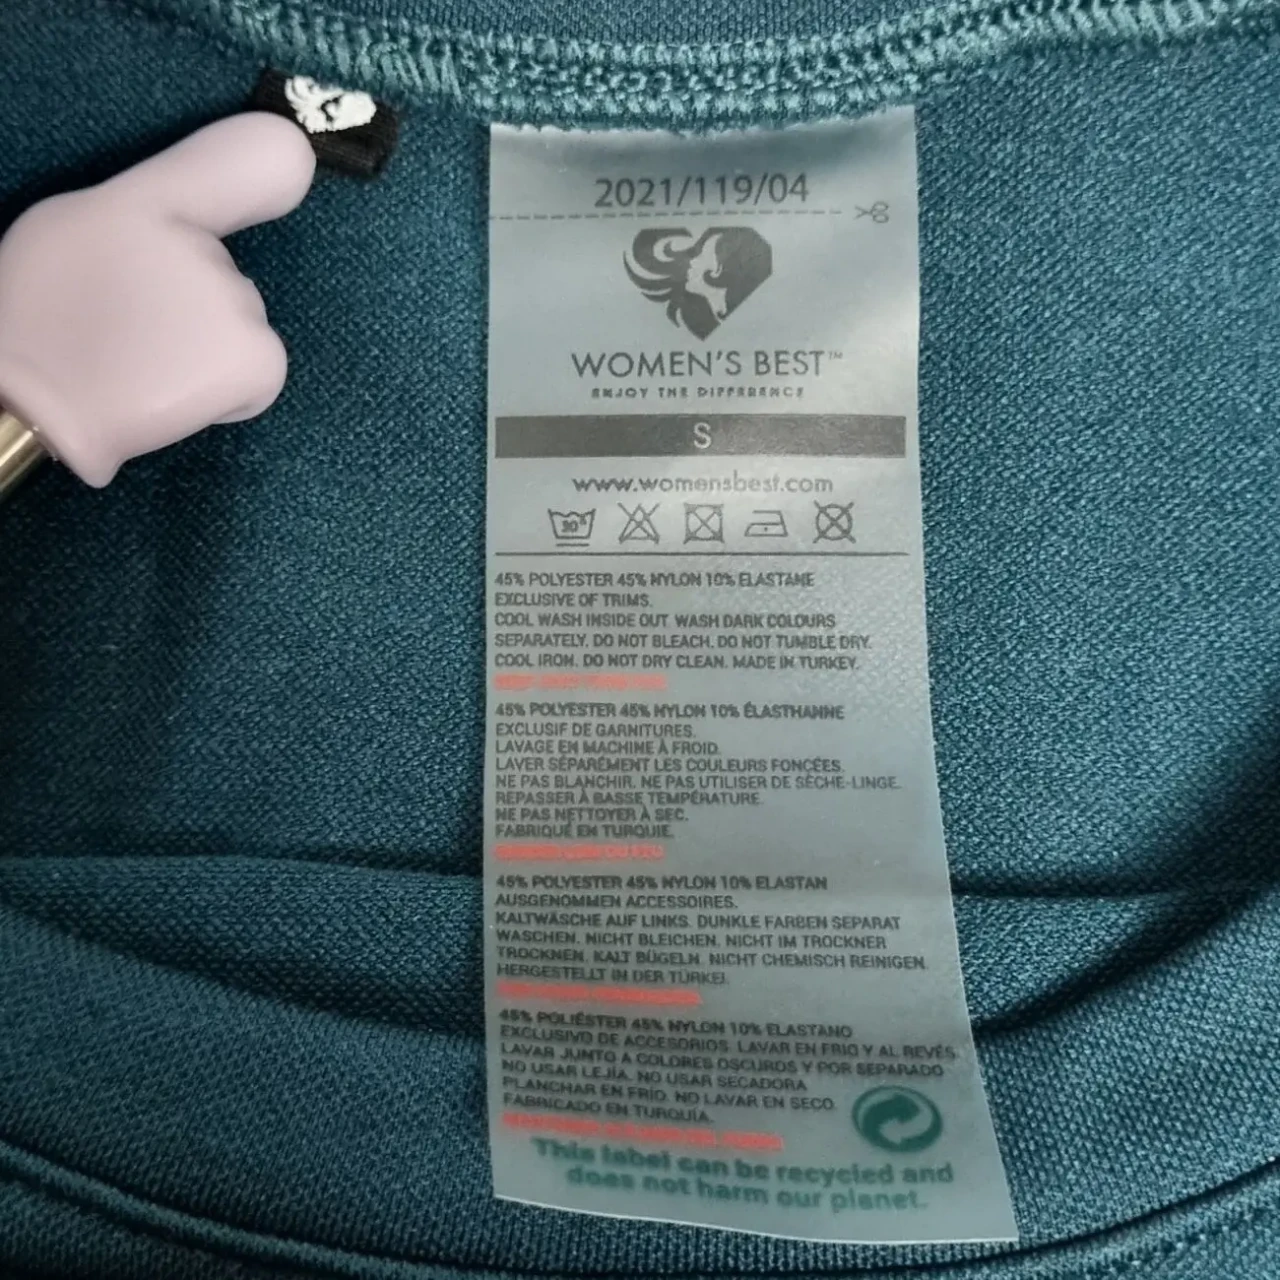 2021/119/04
WOMEN'S BEST™
ENJOY THE DIFFERENCE
S
www.womensbest.com
30°
45% POLYESTER 45% NYLON 10% ELASTANE
EXCLUSIVE OF TRIMS.
COOL WASH INSIDE OUT. WASH DARK COLOURS
SEPARATELY. DO NOT BLEACH. DO NOT TUMBLE DRY.
COOL IRON. DO NOT DRY CLEAN. MADE IN TURKEY.
45% POLYESTER 45% NYLON 10% ÉLASTHANNE
EXCLUSIF DE GARNITURES.
LAVAGE EN MACHINE À FROID.
LAVER SÉPARÉMENT LES COULEURS FONCÉES.
NE PAS BLANCHIR. NE PAS UTILISER DE SÈCHE-LINGE.
REPASSER À BASSE TEMPÉRATURE.
NE PAS NETTOYER À SEC.
FABRIQUÉ EN TURQUIE.
45% POLYESTER 45% NYLON 10% ELASTAN
AUSGENOMMEN ACCESSOIRES.
KALTWÄSCHE AUF LINKS. DUNKLE FARBEN SEPARAT
WASCHEN. NICHT BLEICHEN. NICHT IM TROCKNER
TROCKNEN. KALT BÜGELN. NICHT CHEMISCH REINIGEN.
HERGESTELLT IN DER TÜRKEI.
45% POLIÉSTER 45% NYLON 10% ELASTANO
EXCLUSIVO DE ACCESORIOS. LAVAR EN FRIO Y AL REVÉS.
LAVAR JUNTO A COLORES OSCUROS Y POR SEPARADO
NO USAR LEJÍA. NO USAR SECADORA
PLANCHAR EN FRÍO. NO LAVAR EN SECO.
FABRICADO EN TURQUÍA.
This label can be recycled and
does not harm our planet.